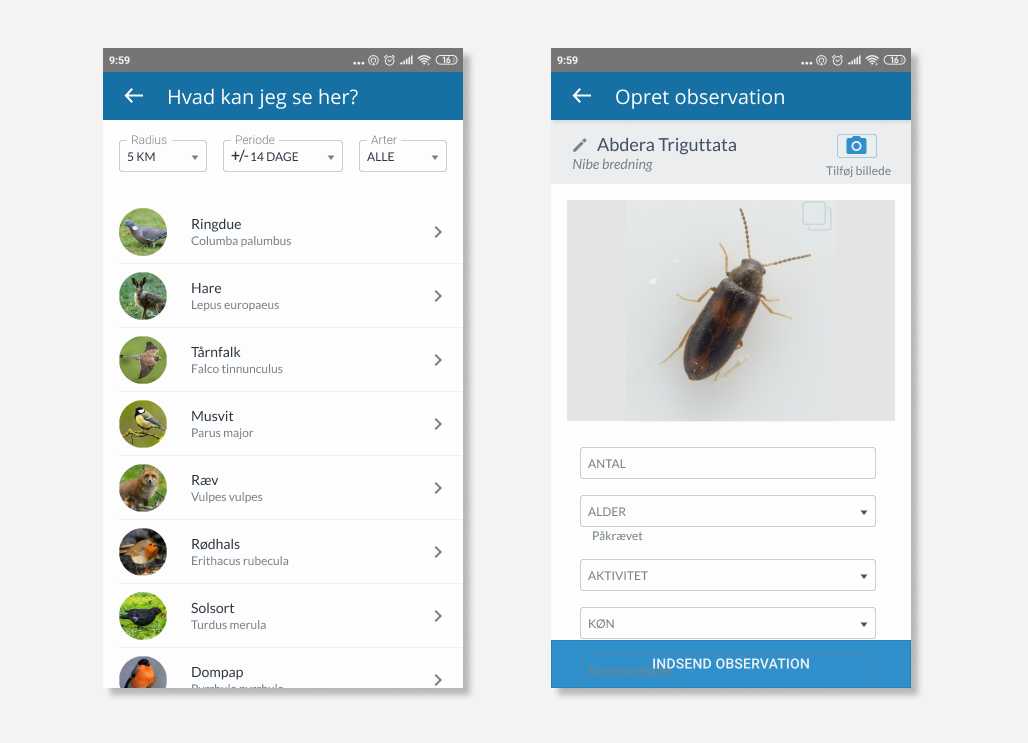 9:59
16
Hvad kan jeg se her?
Radius
Periode
Arter
5 KM
+/- 14 DAGE
ALLE
Ringdue
Columba palumbus
Hare
Lepus europaeus
Tårnfalk
Falco tinnunculus
Musvit
Parus major
Ræv
Vulpes vulpes
Rødhals
Erithacus rubecula
Solsort
Turdus merula
Dompap
9:59
16
Opret observation
Abdera Triguttata
Nibe bredning
Tilføj billede
ANTAL
ALDER
Påkrævet
AKTIVITET
KØN
INDSEND OBSERVATION